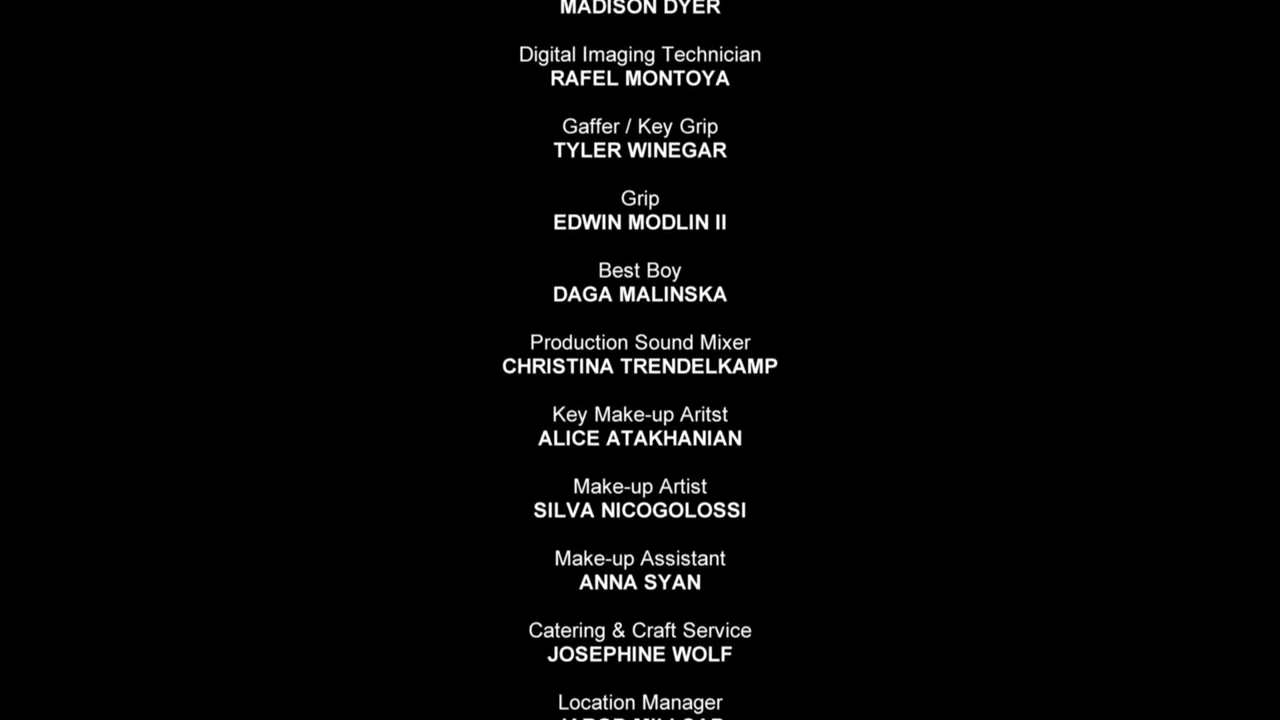 MADISON DYER
Digital Imaging Technician
RAFEL MONTOYA
Gaffer / Key Grip
TYLER WINEGAR
Grip
EDWIN MODLIN II
Best Boy
DAGA MALINSKA
Production Sound Mixer
CHRISTINA TRENDELKAMP
Key Make-up Aritst
ALICE ATAKHANIAN
Make-up Artist
SILVA NICOGOLOSSI
Make-up Assistant
ANNA SYAN
Catering & Craft Service
JOSEPHINE WOLF
Location Manager